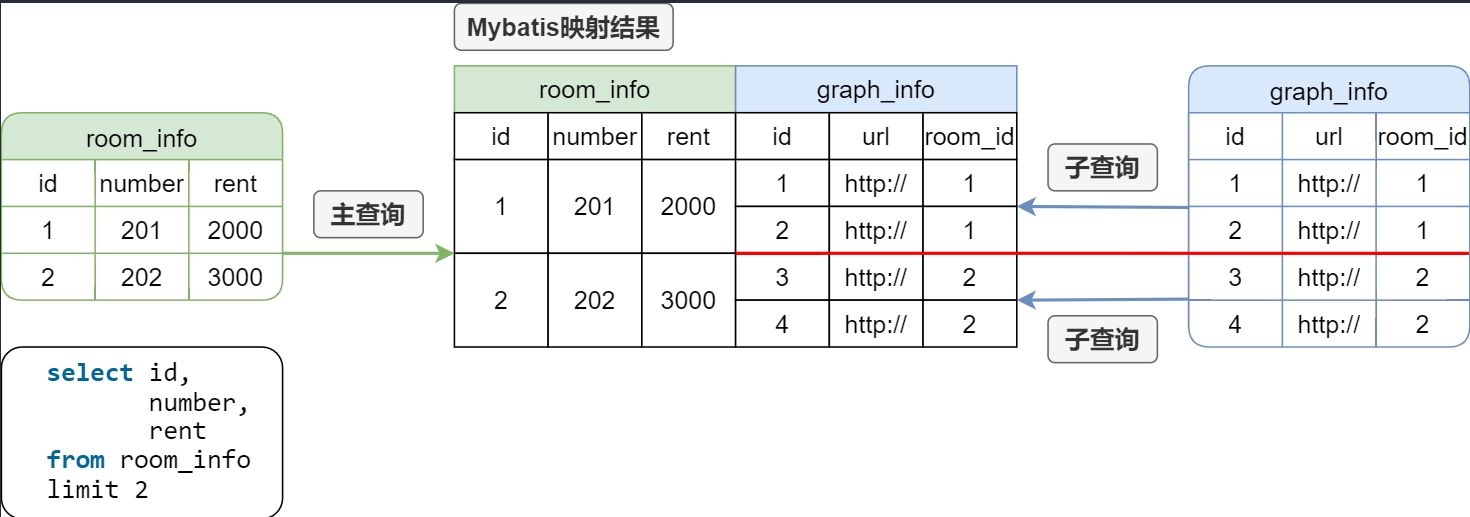 Mybatis映射结果
room_info
id number rent
1 201 2000
2 202 3000
主查询
room_info graph_info
id number rent id url room_id
1 201 2000 1 http:// 1
2 http:// 1
2 202 3000 3 http:// 2
4 http:// 2
子查询
子查询
graph_info
id url room_id
1 http:// 1
2 http:// 1
3 http:// 2
4 http:// 2
select id,
number,
rent
from room_info
limit 2